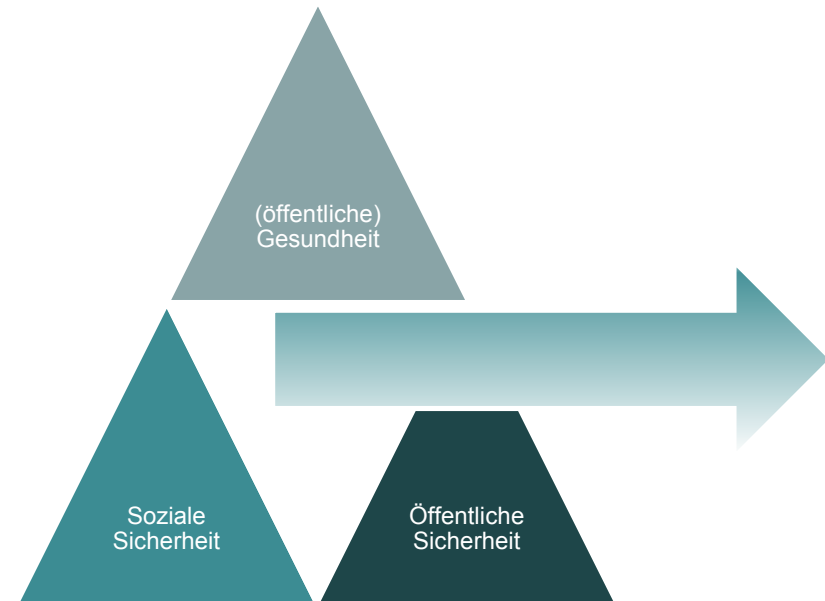 (öffentliche)
Gesundheit
Soziale
Sicherheit
Öffentliche
Sicherheit